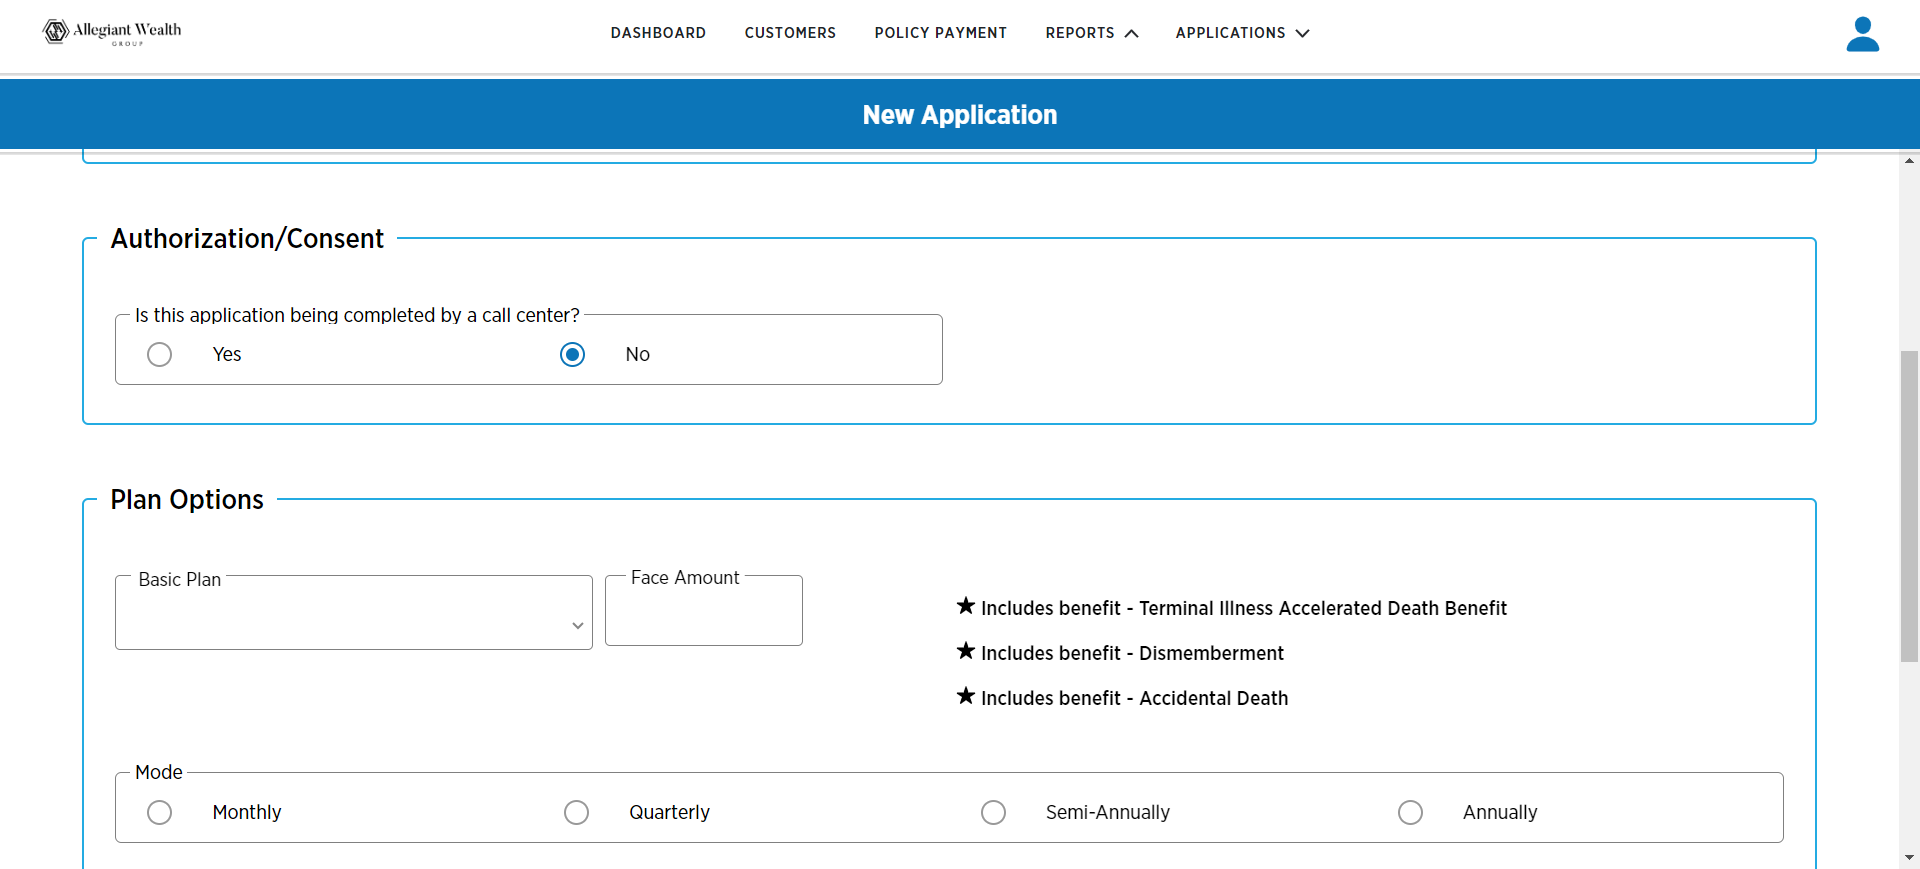 Allegiant Wealth
GROUP
DASHBOARD CUSTOMERS POLICY PAYMENT REPORTS APPLICATIONS
New Application
Authorization/Consent
Is this application being completed by a call center?
Yes No
Plan Options
Basic Plan Face Amount
★ Includes benefit - Terminal Illness Accelerated Death Benefit
★ Includes benefit - Dismemberment
★ Includes benefit - Accidental Death
Mode
Monthly Quarterly Semi-Annually Annually